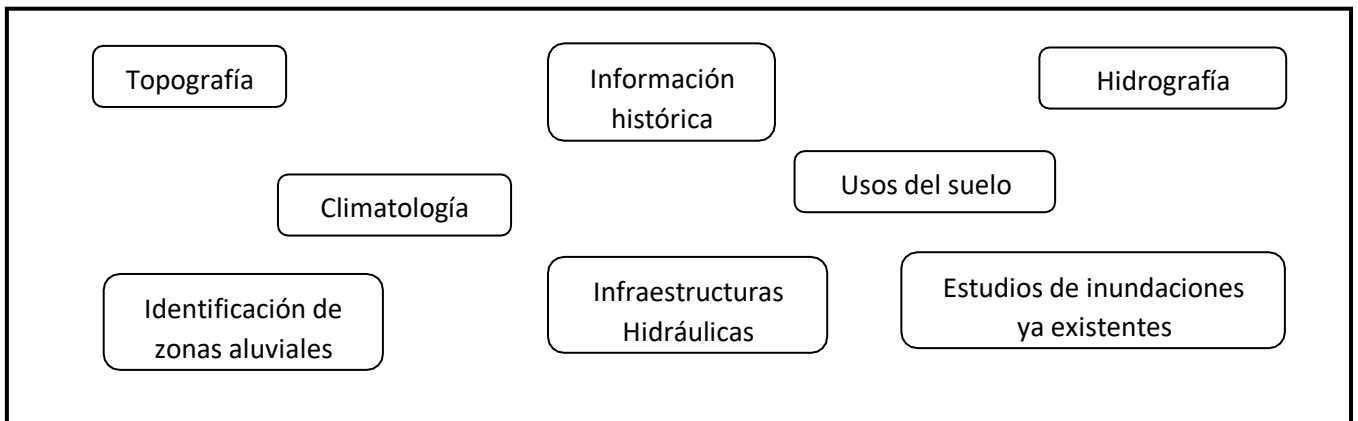 Topografía
Información
histórica
Hidrografía
Climatología
Usos del suelo
Identificación de
zonas aluviales
Infraestructuras
Hidráulicas
Estudios de inundaciones
ya existentes